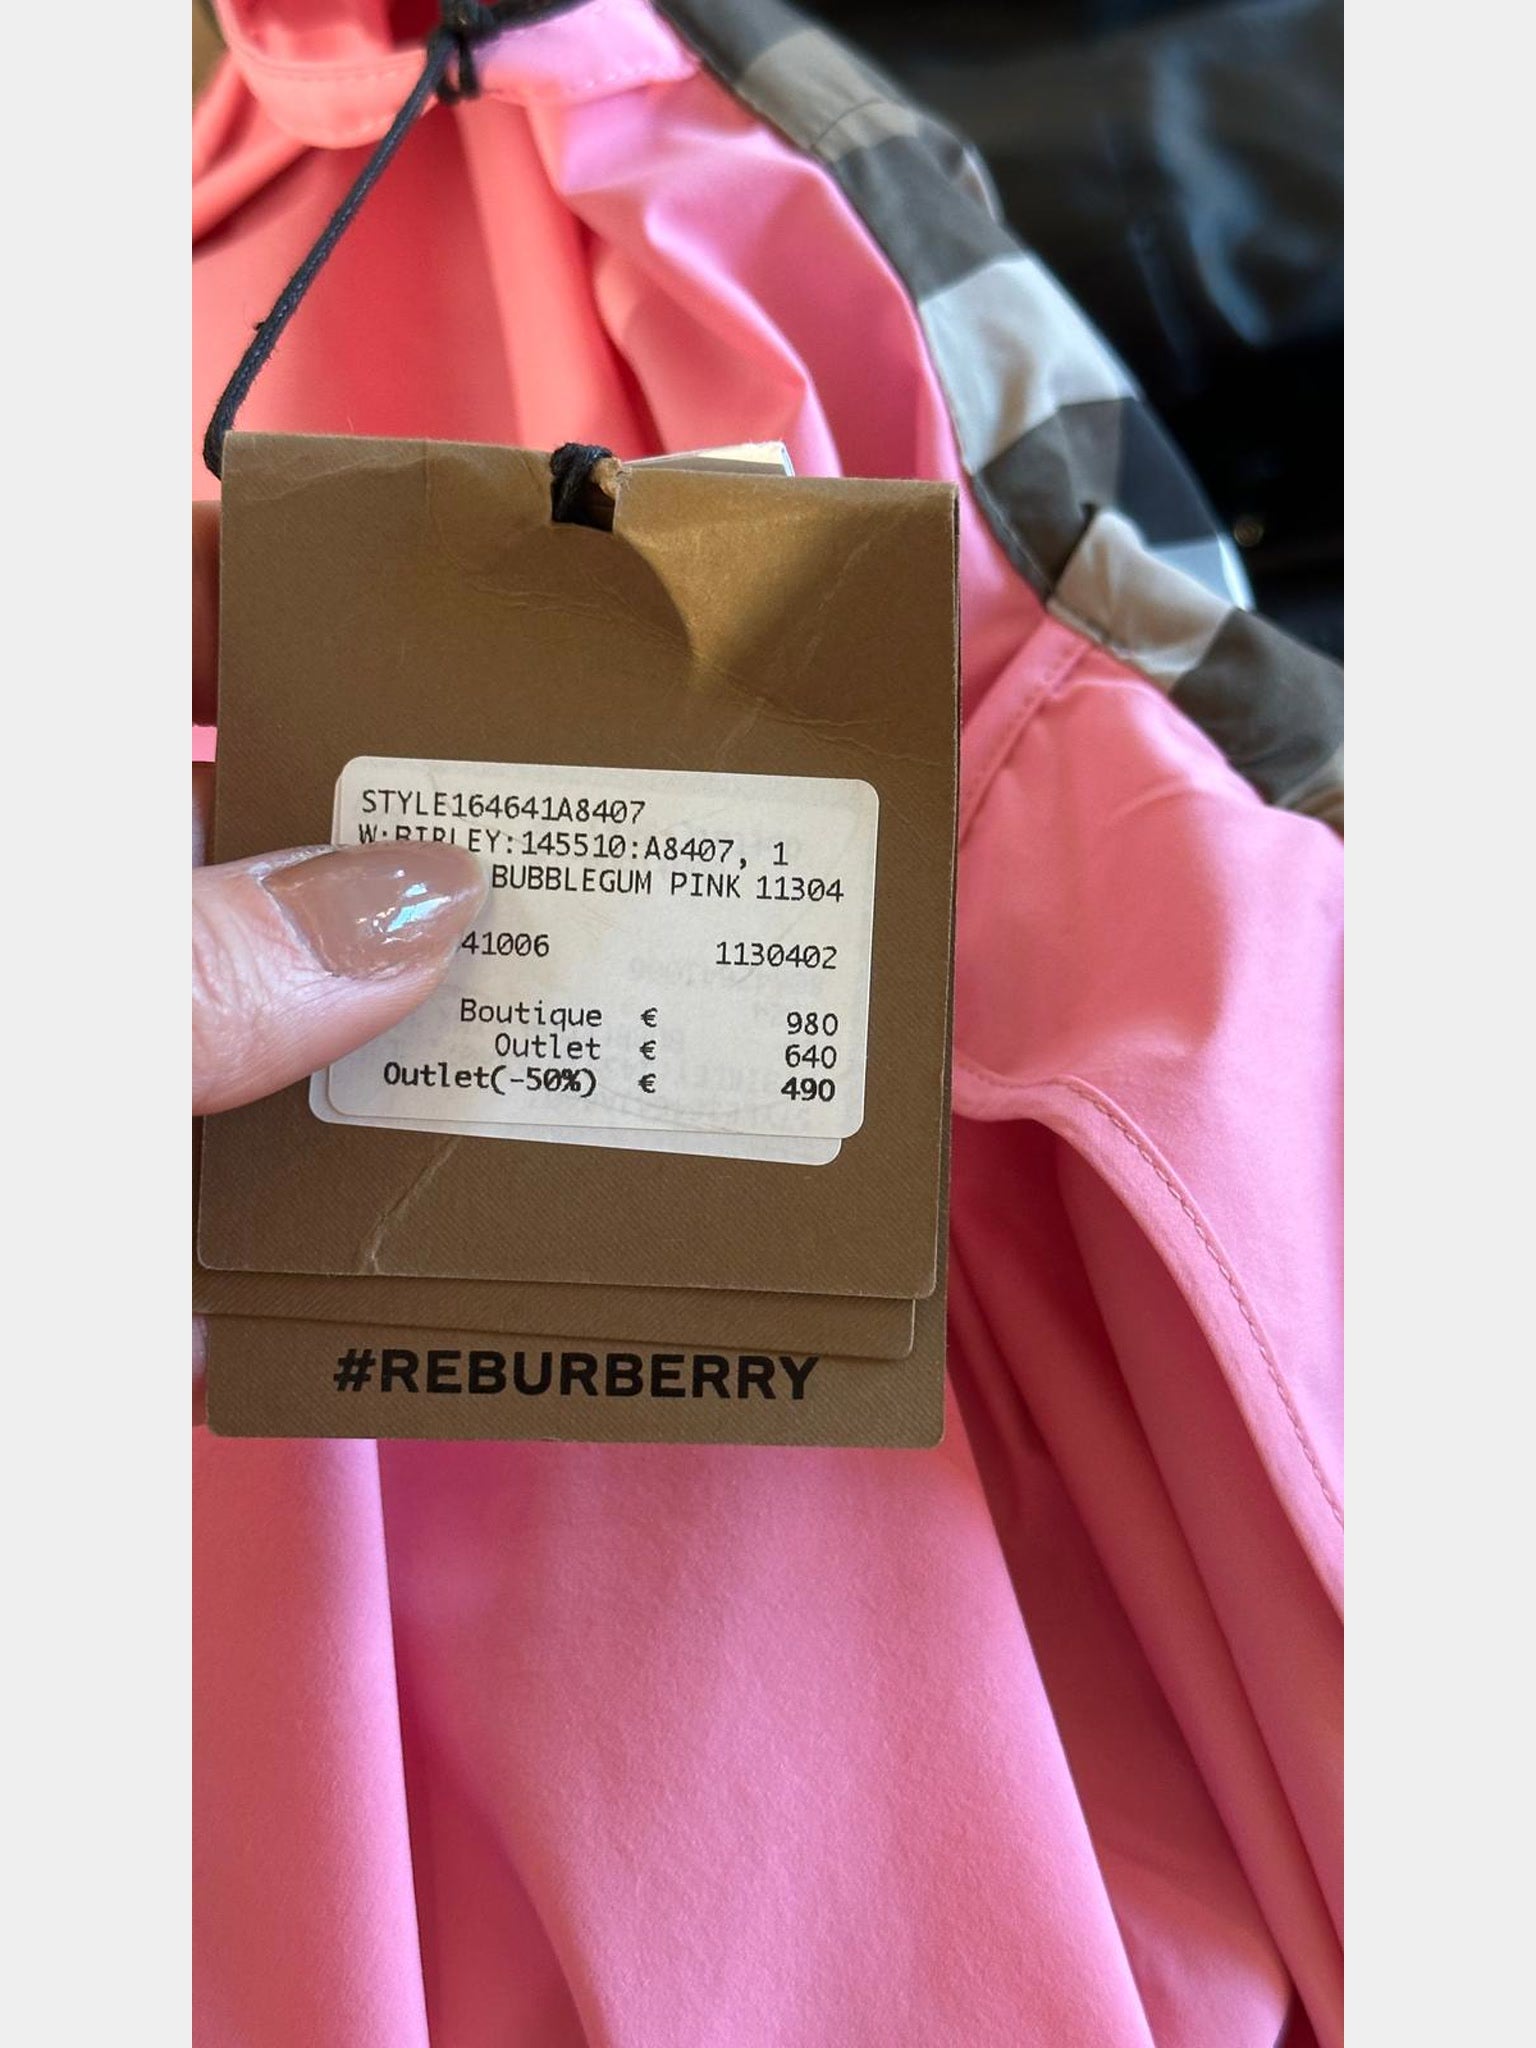 STYLE164641A8407
W:BIRLEY:145510:A8407, 1
BUBBLEGUM PINK 11304
41006 1130402
Boutique € 980
Outlet € 640
Outlet(-50%) € 490
#REBURBERRY